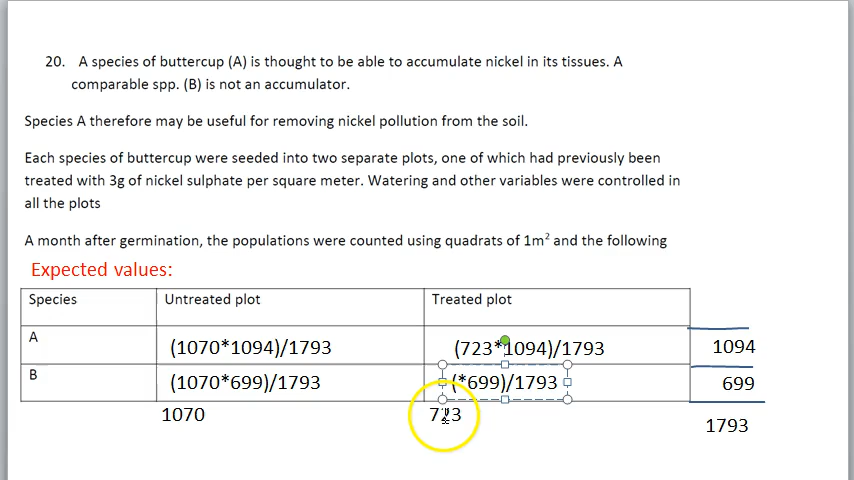 20. A species of buttercup (A) is thought to be able to accumulate nickel in its tissues. A
comparable spp. (B) is not an accumulator.
Species A therefore may be useful for removing nickel pollution from the soil.
Each species of buttercup were seeded into two separate plots, one of which had previously been
treated with 3g of nickel sulphate per square meter. Watering and other variables were controlled in
all the plots
A month after germination, the populations were counted using quadrats of 1m² and the following
Expected values:
Species Untreated plot Treated plot
A (1070*1094)/1793 (723*1094)/1793 1094
B (1070*699)/1793 (*699)/1793 699
1070 723 1793